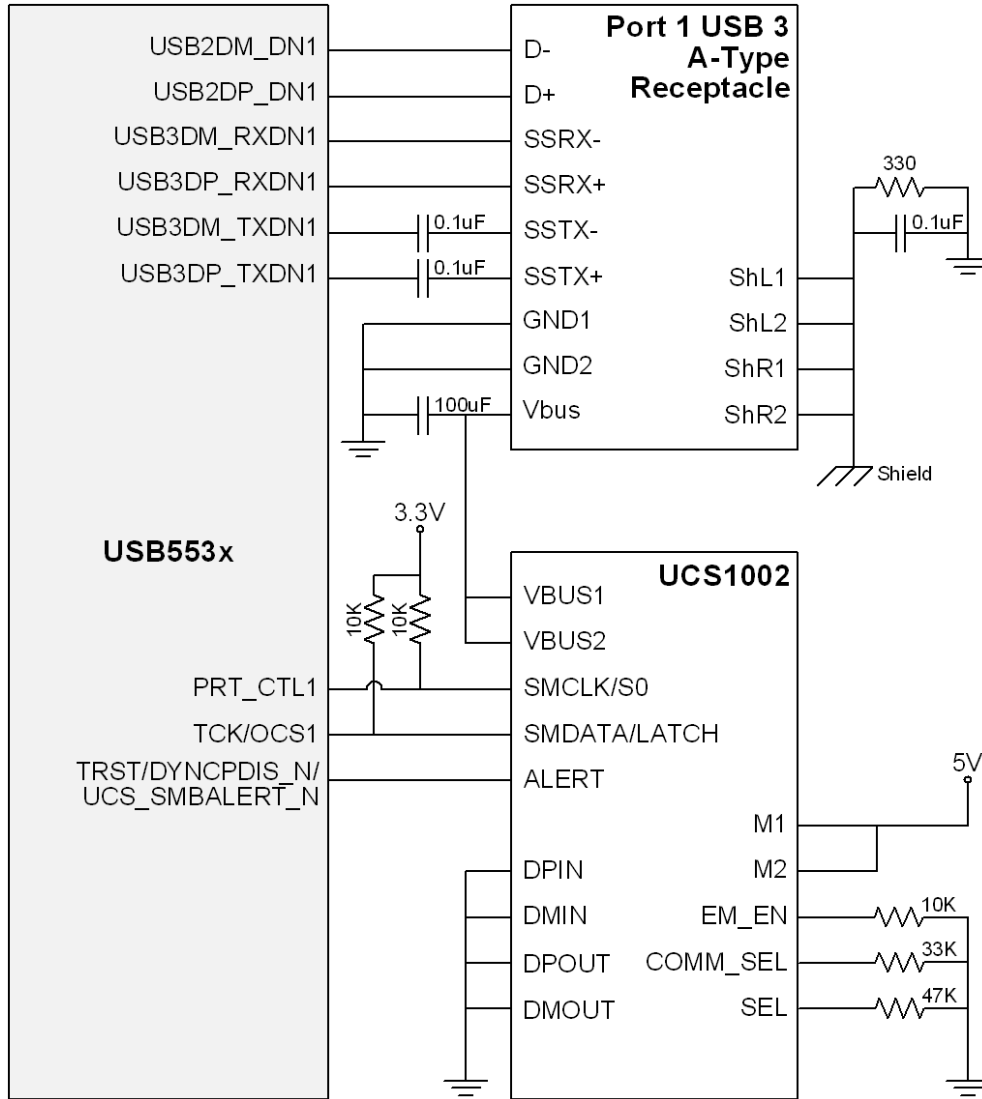 USB553x
USB2DM_DN1
USB2DP_DN1
USB3DM_RXDN1
USB3DP_RXDN1
USB3DM_TXDN1
USB3DP_TXDN1
PRT_CTL1
TCK/OCS1
TRST/DYNCPDIS_N/
UCS_SMBALERT_N
0.1uF
0.1uF
100uF
3.3V
10K
10K
Port 1 USB 3
A-Type
Receptacle
D-
D+
SSRX-
SSRX+
SSTX-
SSTX+
GND1
GND2
Vbus
ShL1
ShL2
ShR1
ShR2
330
0.1uF
Shield
UCS1002
VBUS1
VBUS2
SMCLK/S0
SMDATA/LATCH
ALERT
DPIN
DMIN
DPOUT
DMOUT
M1
M2
EM_EN
COMM_SEL
SEL
5V
10K
33K
47K